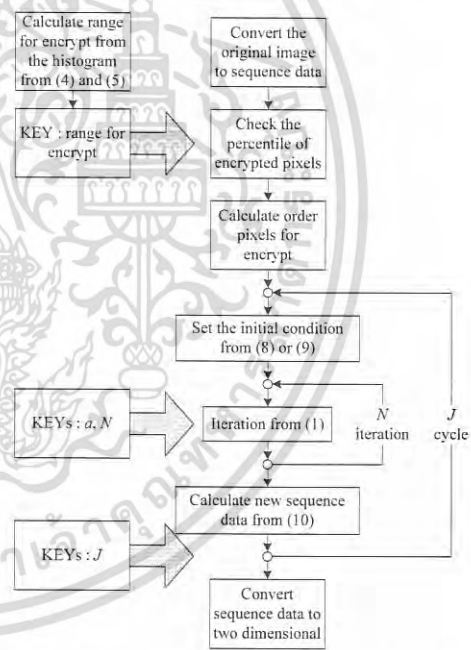 Calculate range
for encrypt from
the histogram
from (4) and (5)
Convert the
original image
to sequence data
KEY : range for
encrypt
Check the
percentile of
encrypted pixels
Calculate order
pixels for
encrypt
Set the initial condition
from (8) or (9)
KEYs : a, N
Iteration from (1)
N
iteration
J
cycle
Calculate new sequence
data from (10)
KEYs : J
Convert
sequence data to
two dimensional